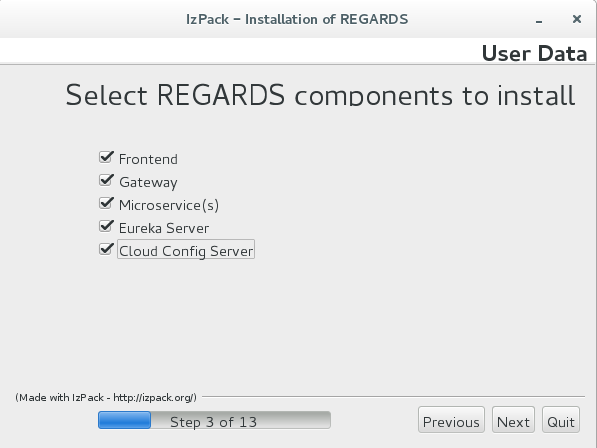 IzPack – Installation of REGARDS
User Data
Select REGARDS components to install
Frontend
Gateway
Microservice(s)
Eureka Server
Cloud Config Server
(Made with IzPack - http://izpack.org/)
Step 3 of 13
Previous
Next
Quit